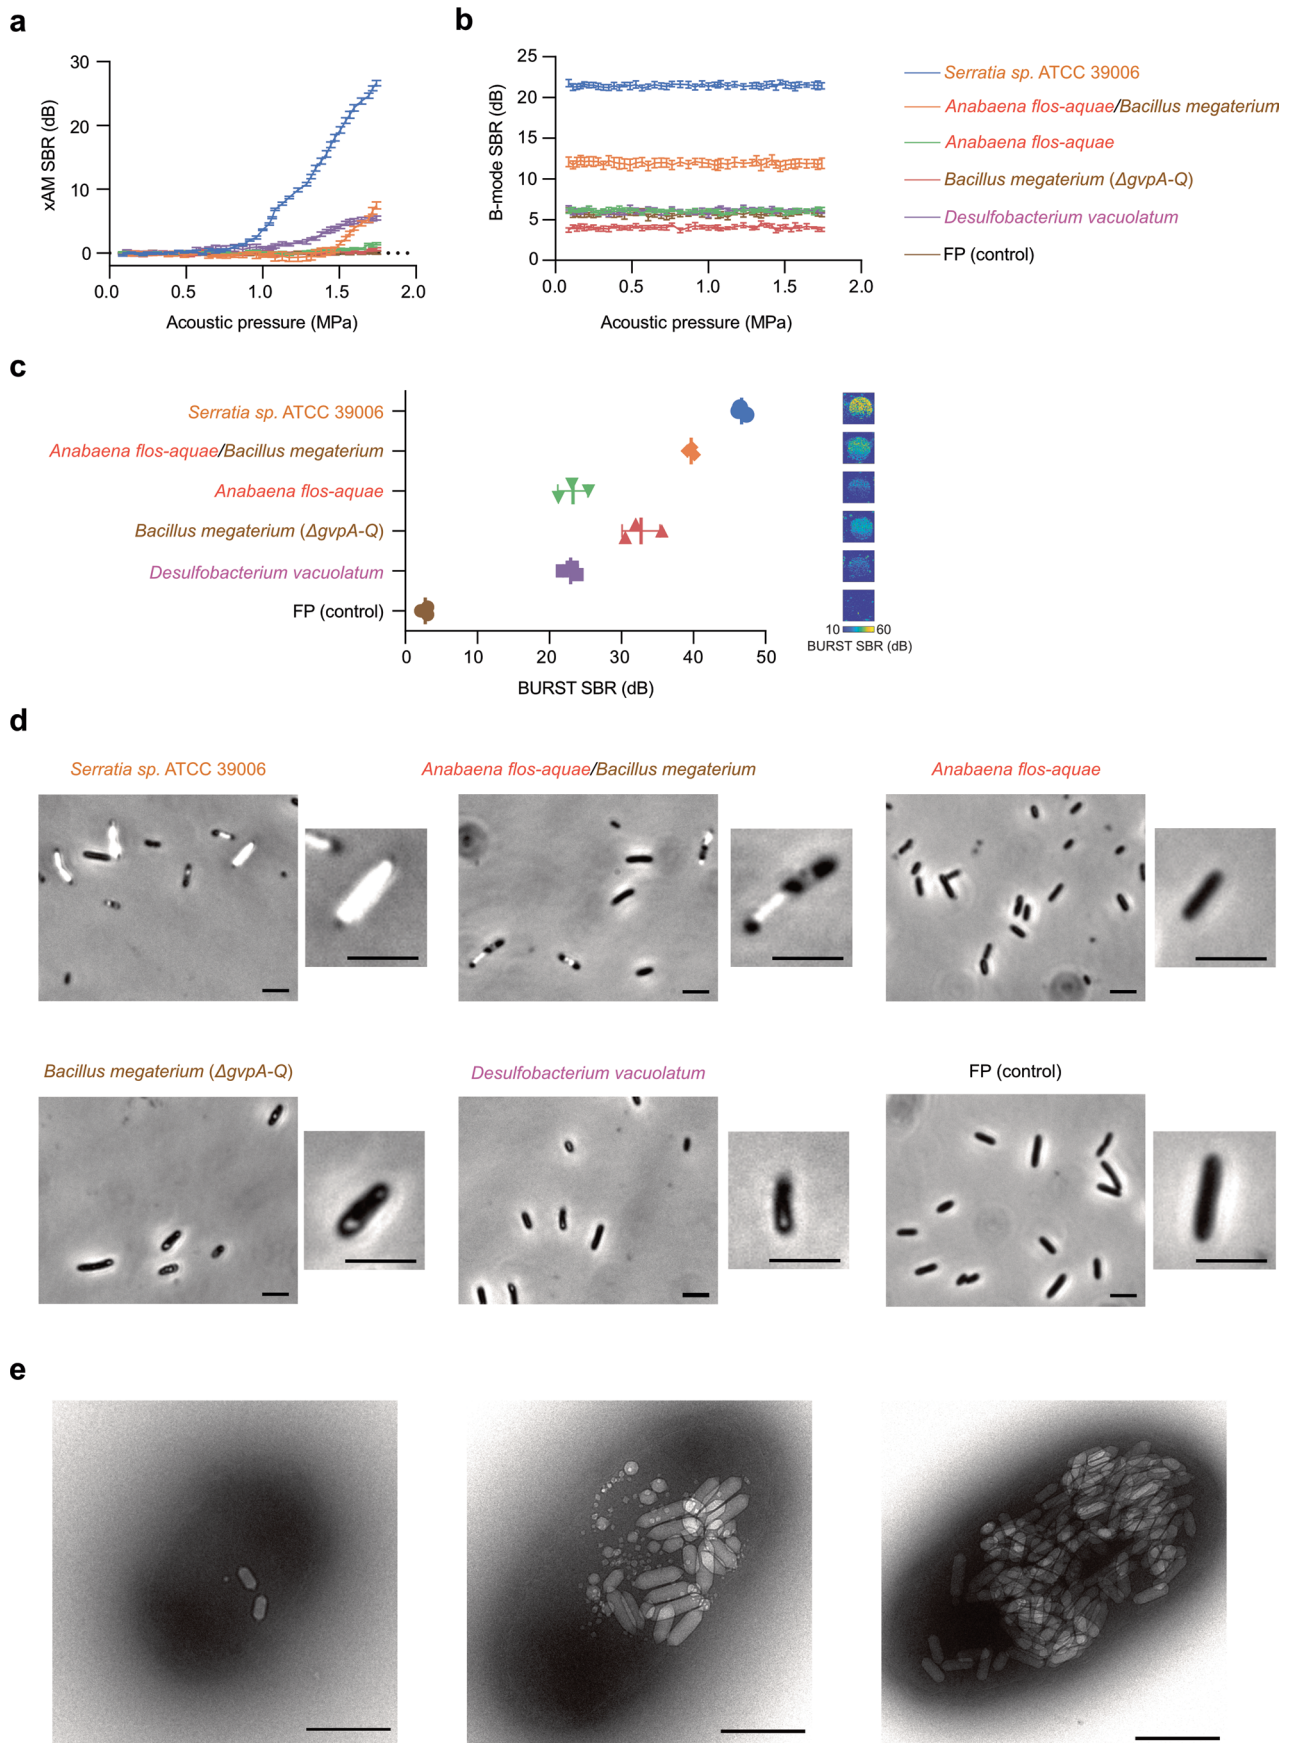 a
30
20
10
0
xAM SBR (dB)
0.0 0.5 1.0 1.5 2.0
Acoustic pressure (MPa)
b
25
20
15
10
5
0
B-mode SBR (dB)
0.0 0.5 1.0 1.5 2.0
Acoustic pressure (MPa)
Serratia sp. ATCC 39006
Anabaena flos-aquae/Bacillus megaterium
Anabaena flos-aquae
Bacillus megaterium (ΔgvpA-Q)
Desulfobacterium vacuolatum
FP (control)
c
Serratia sp. ATCC 39006
Anabaena flos-aquae/Bacillus megaterium
Anabaena flos-aquae
Bacillus megaterium (ΔgvpA-Q)
Desulfobacterium vacuolatum
FP (control)
0 10 20 30 40 50
BURST SBR (dB)
10 60
BURST SBR (dB)
d
Serratia sp. ATCC 39006
Anabaena flos-aquae/Bacillus megaterium
Anabaena flos-aquae
Bacillus megaterium (ΔgvpA-Q)
Desulfobacterium vacuolatum
FP (control)
e